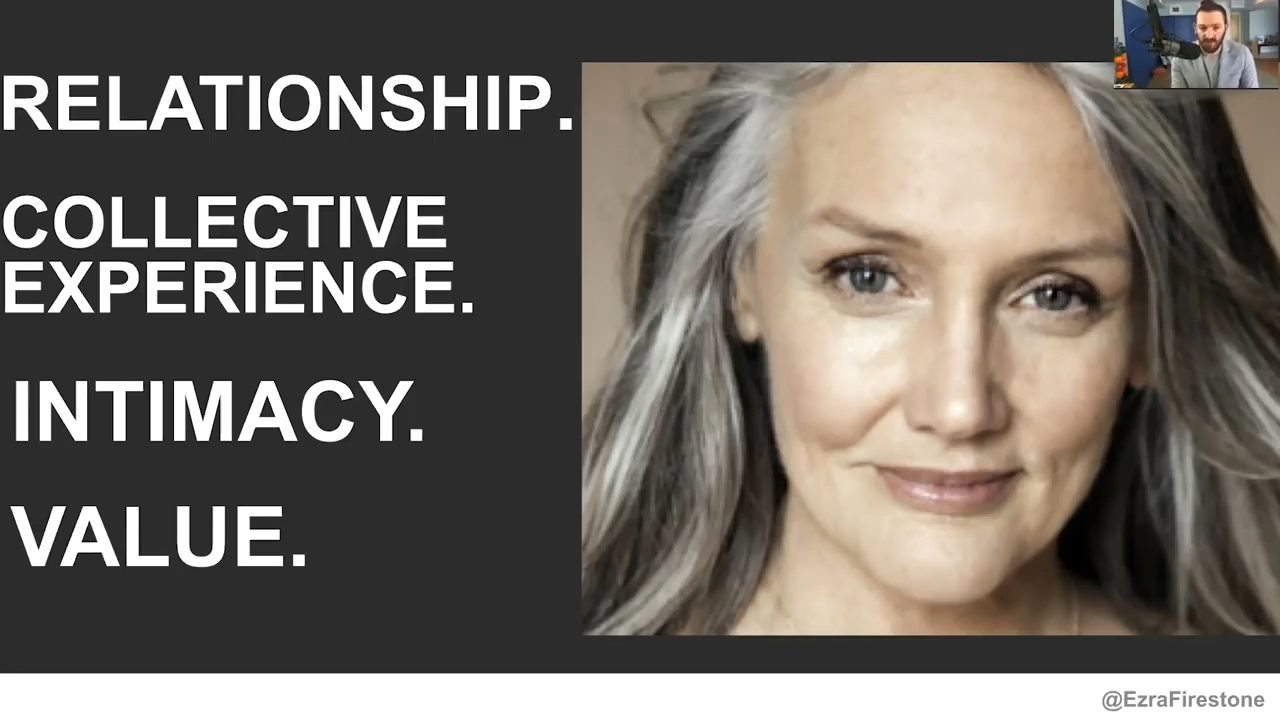 RELATIONSHIP.
COLLECTIVE
EXPERIENCE.
INTIMACY.
VALUE.
@EzraFirestone